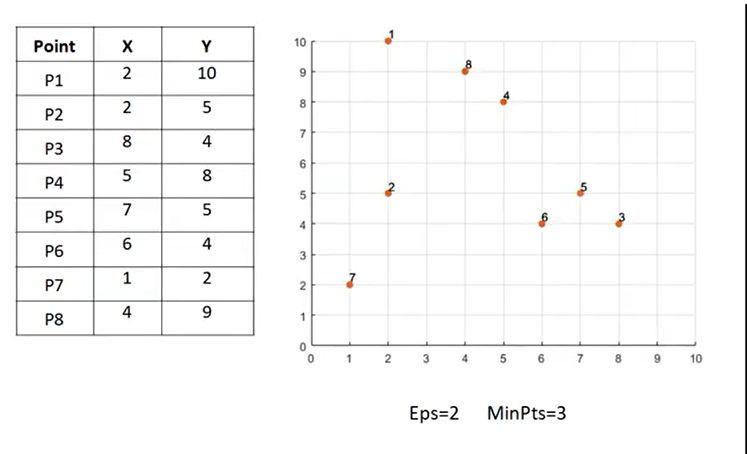 Point X Y
P1 2 10
P2 2 5
P3 8 4
P4 5 8
P5 7 5
P6 6 4
P7 1 2
P8 4 9
10
9
8
7
6
5
4
3
2
1
0
0 1 2 3 4 5 6 7 8 9 10
1
8
4
2
5
6
3
7
Eps=2 MinPts=3